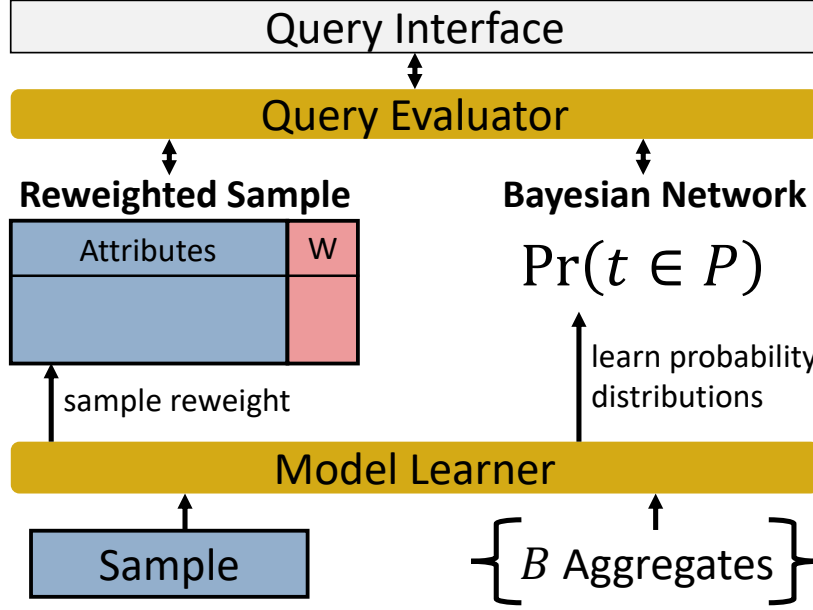 Query Interface
Query Evaluator
Reweighted Sample
Bayesian Network
Attributes W
Pr(t ∈ P)
sample reweight
learn probability
distributions
Model Learner
Sample
{ B Aggregates }